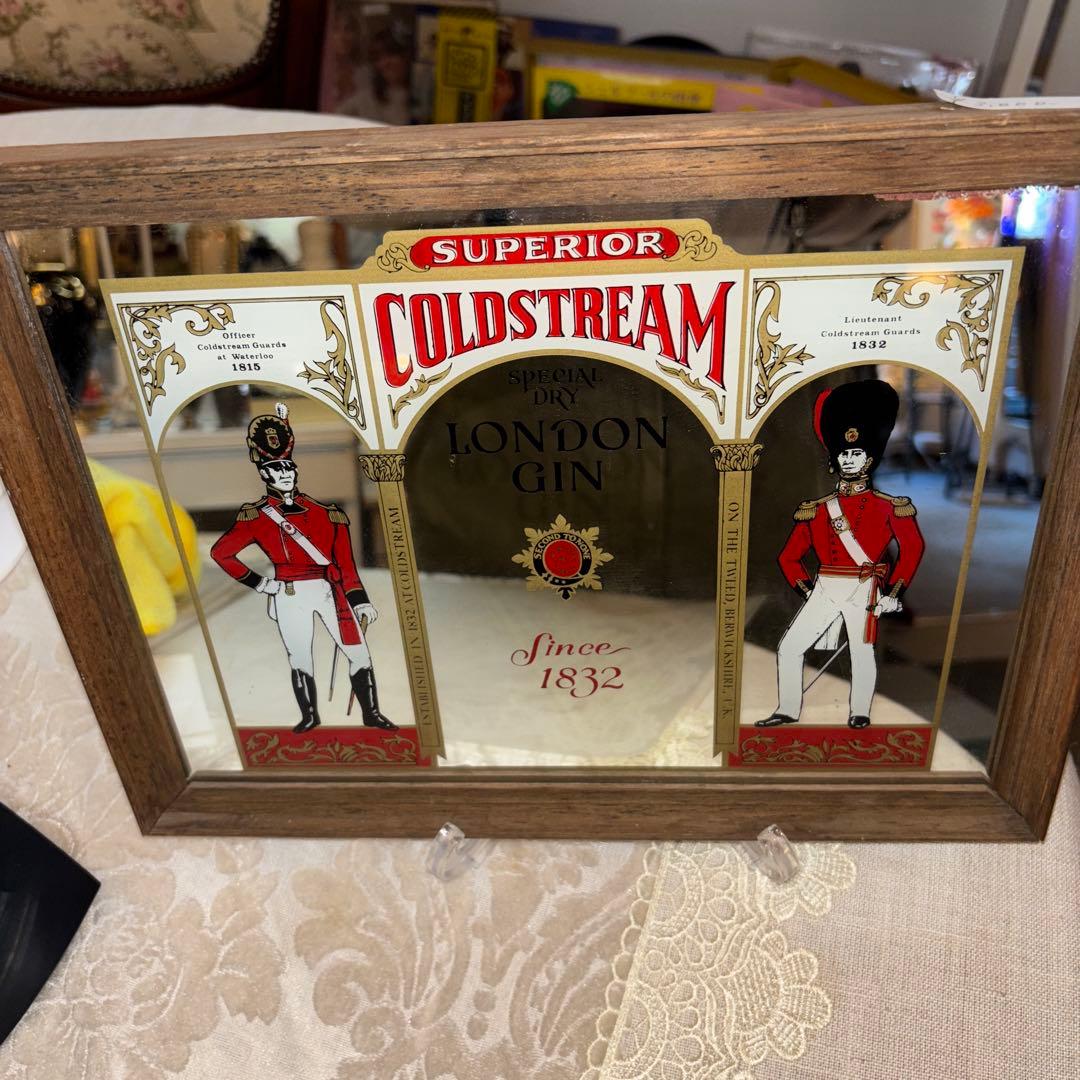 SUPERIOR
COLDSTREAM
Officer
Coldstream Guards
at Waterloo
1815
Lieutenant
Coldstream Guards
1832
SPECIAL
DRY
LONDON
GIN
SECOND TO NONE
Since
1832
ESTABLISHED IN 1832 AT COLDSTREAM
ON THE TWEED, BERWICKSHIRE, U.K.